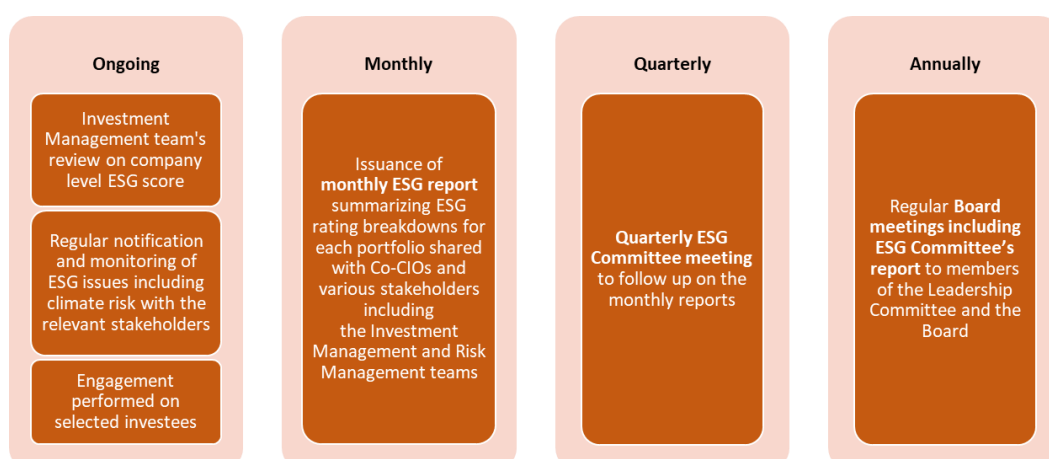 Ongoing
Investment
Management team's
review on company
level ESG score
Regular notification
and monitoring of
ESG issues including
climate risk with the
relevant stakeholders
Engagement
performed on
selected investees
Monthly
Issuance of
monthly ESG report
summarizing ESG
rating breakdowns for
each portfolio shared
with Co-CIOs and
various stakeholders
including
the Investment
Management and Risk
Management teams
Quarterly
Quarterly ESG
Committee meeting
to follow up on the
monthly reports
Annually
Regular Board
meetings including
ESG Committee’s
report to members
of the Leadership
Committee and the
Board